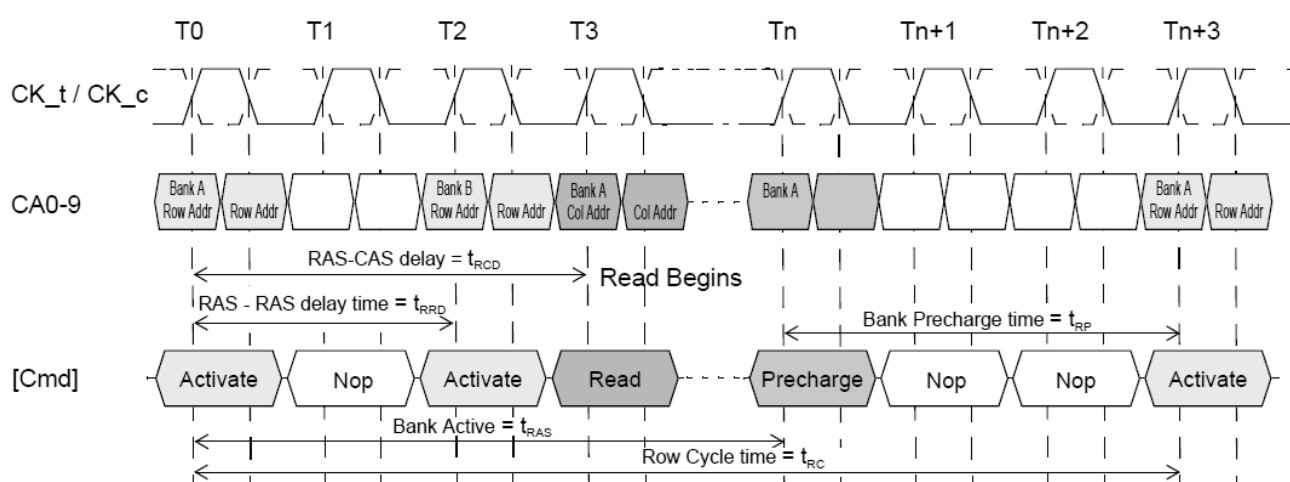 T0 T1 T2 T3 Tn Tn+1 Tn+2 Tn+3
CK_t / CK_c
CA0-9
Bank A
Row Addr
Row Addr
Bank B
Row Addr
Row Addr
Bank A
Col Addr
Col Addr
Bank A
Bank A
Row Addr
Row Addr
RAS-CAS delay = tRCD
Read Begins
RAS - RAS delay time = tRRD
Bank Precharge time = tRP
[Cmd]
Activate Nop Activate Read Precharge Nop Nop Activate
Bank Active = tRAS
Row Cycle time = tRC